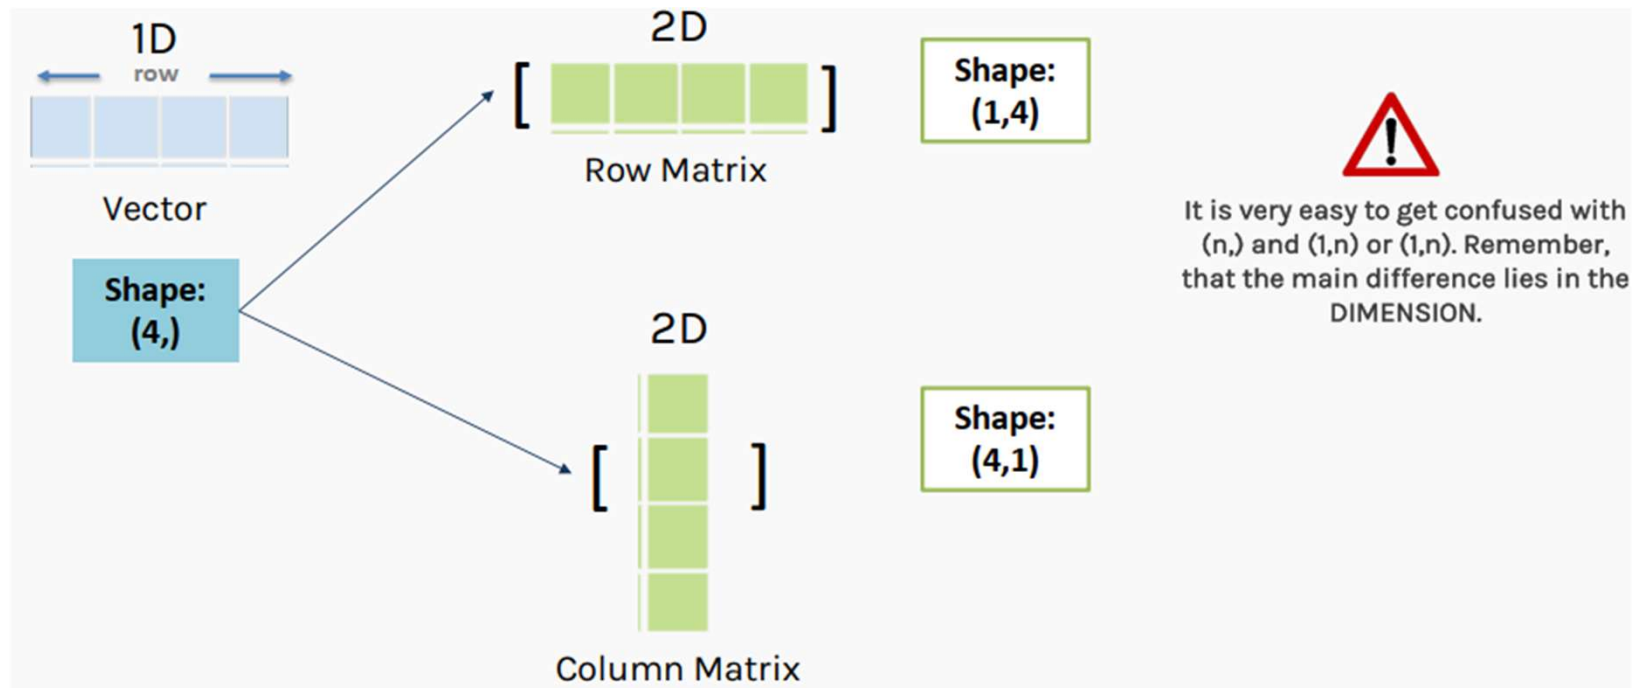 1D
row
Vector
Shape:
(4,)
2D
[ ]
Row Matrix
Shape:
(1,4)
2D
[ ]
Column Matrix
Shape:
(4,1)
It is very easy to get confused with
(n,) and (1,n) or (1,n). Remember,
that the main difference lies in the
DIMENSION.